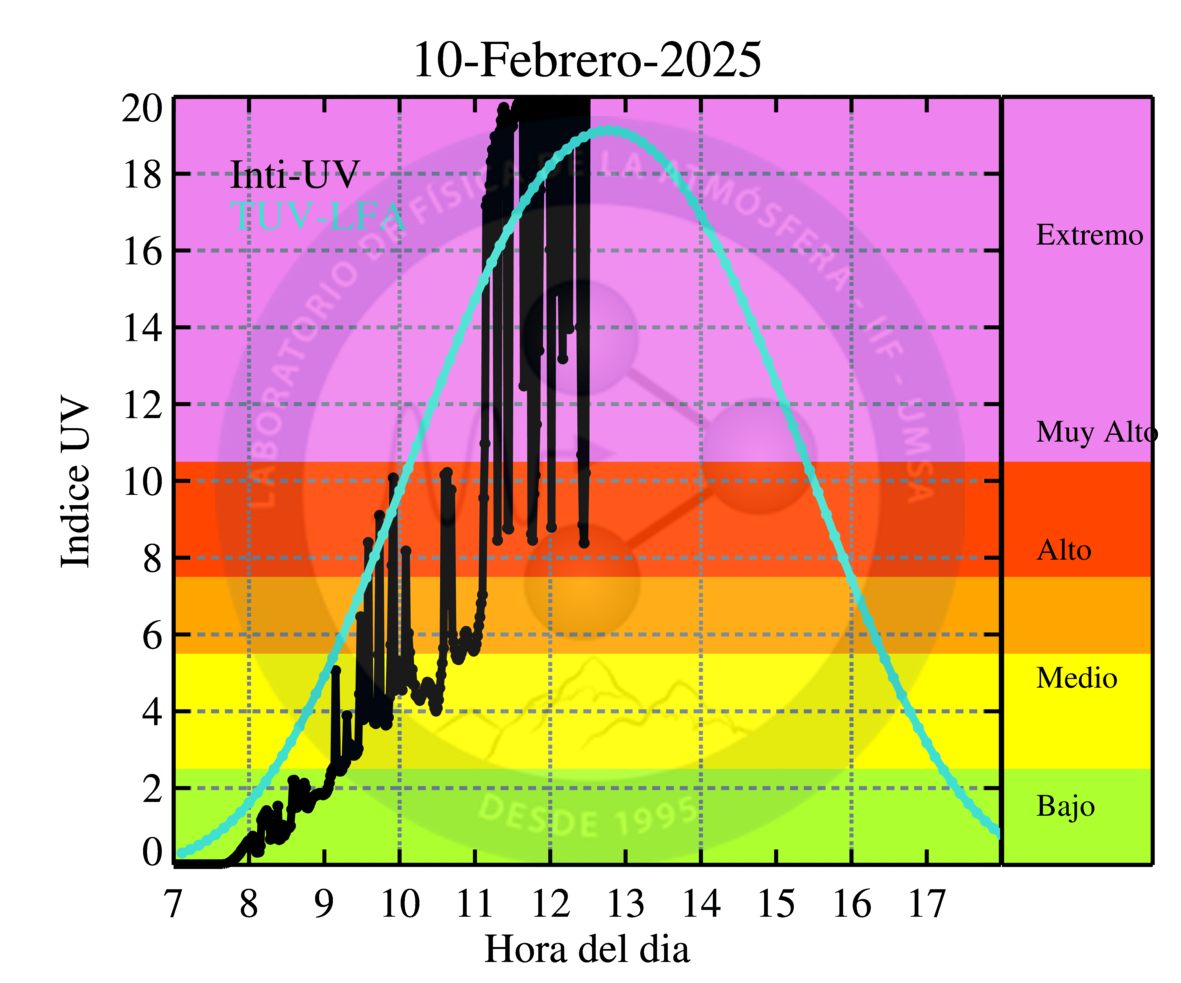 10-Febrero-2025
Inti-UV
TUV-LFA
LABORATORIO DE FÍSICA DE LA ATMÓSFERA - IIF - UMSA
DESDE 1995
Indice UV
20
18
16
14
12
10
8
6
4
2
0
Extremo
Muy Alto
Alto
Medio
Bajo
7 8 9 10 11 12 13 14 15 16 17
Hora del dia